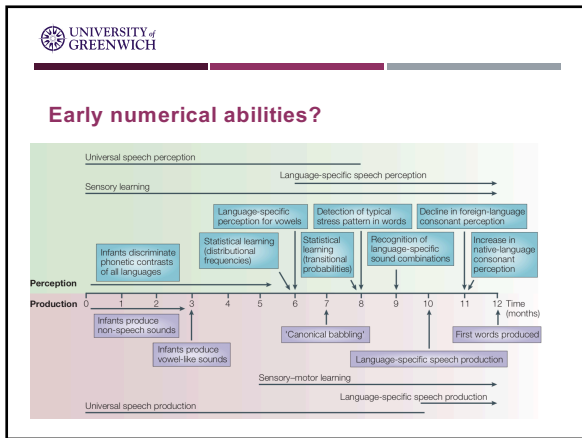 UNIVERSITY of
GREENWICH
Early numerical abilities?
Universal speech perception
Language-specific speech perception
Sensory learning
Language-specific
perception for vowels
Detection of typical
stress pattern in words
Decline in foreign-language
consonant perception
Statistical learning
(distributional
frequencies)
Statistical
learning
(transitional
probabilities)
Recognition of
language-specific
sound combinations
Increase in
native-language
consonant
perception
Infants discriminate
phonetic contrasts
of all languages
Perception
Production
0 1 2 3 4 5 6 7 8 9 10 11 12 Time
(months)
Infants produce
non-speech sounds
'Canonical babbling'
First words produced
Infants produce
vowel-like sounds
Language-specific speech production
Sensory–motor learning
Language-specific speech production
Universal speech production